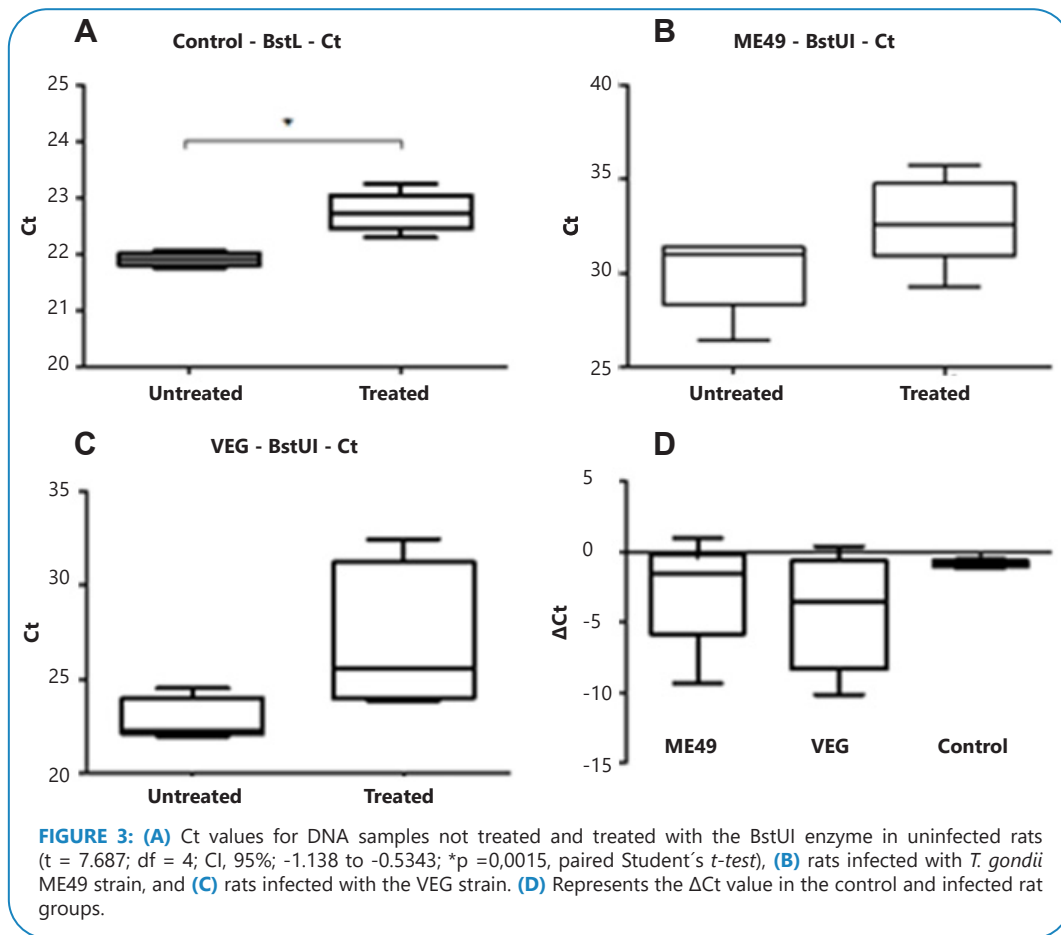 A
Control - BstL - Ct
25
24
23
22
21
20
Ct
*
Untreated
Treated
B
ME49 - BstUI - Ct
40
35
30
25
Ct
Untreated
Treated
C
VEG - BstUI - Ct
35
30
25
20
Ct
Untreated
Treated
D
5
0
-5
-10
-15
ΔCt
ME49
VEG
Control
FIGURE 3: (A) Ct values for DNA samples not treated and treated with the BstUI enzyme in uninfected rats
(t = 7.687; df = 4; CI, 95%; -1.138 to -0.5343; *p =0,0015, paired Student´s t-test), (B) rats infected with T. gondii
ME49 strain, and (C) rats infected with the VEG strain. (D) Represents the ΔCt value in the control and infected rat
groups.